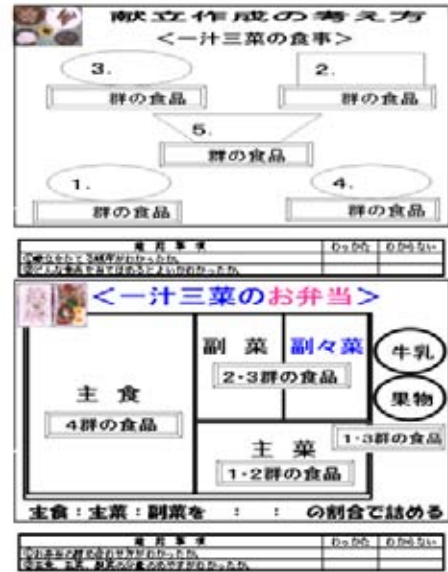 献立作成の考え方
<一汁三菜の食事>
3.
群の食品
2.
群の食品
5.
群の食品
1.
群の食品
4.
群の食品
わかった わからない
<一汁三菜のお弁当>
主食
4群の食品
副菜 副々菜
2・3群の食品
主菜
1・2群の食品
牛乳
果物
1・3群の食品
主食：主菜：副菜を ： ： の割合で詰める
わかった わからない